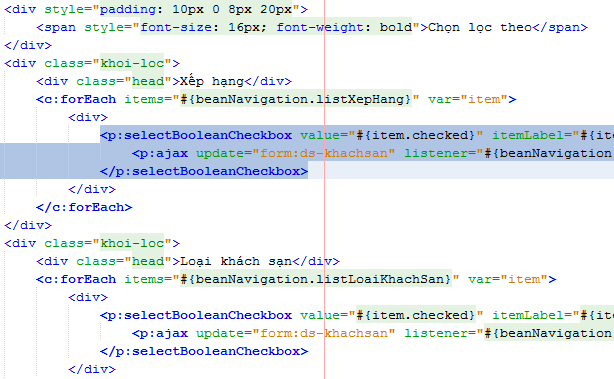 <div style="padding: 10px 0 8px 20px">
<span style="font-size: 16px; font-weight: bold">Chọn lọc theo</span>
</div>
<div class="khoi-loc">
<div class="head">Xếp hạng</div>
<c:forEach items="#{beanNavigation.listXepHang}" var="item">
<div>
<p:selectBooleanCheckbox value="#{item.checked}" itemLabel="#{ite
<p:ajax update="form:ds-khachsan" listener="#{beanNavigation
</p:selectBooleanCheckbox>
</div>
</c:forEach>
</div>
<div class="khoi-loc">
<div class="head">Loại khách sạn</div>
<c:forEach items="#{beanNavigation.listLoaiKhachSan}" var="item">
<div>
<p:selectBooleanCheckbox value="#{item.checked}" itemLabel="#{ite
<p:ajax update="form:ds-khachsan" listener="#{beanNavigation
</p:selectBooleanCheckbox>
</div>